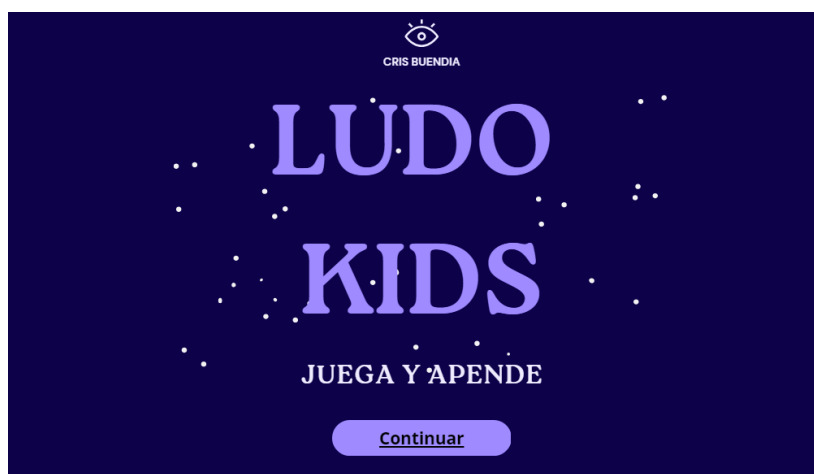 CRIS BUENDIA
LUDO
KIDS
JUEGA Y APENDE
Continuar